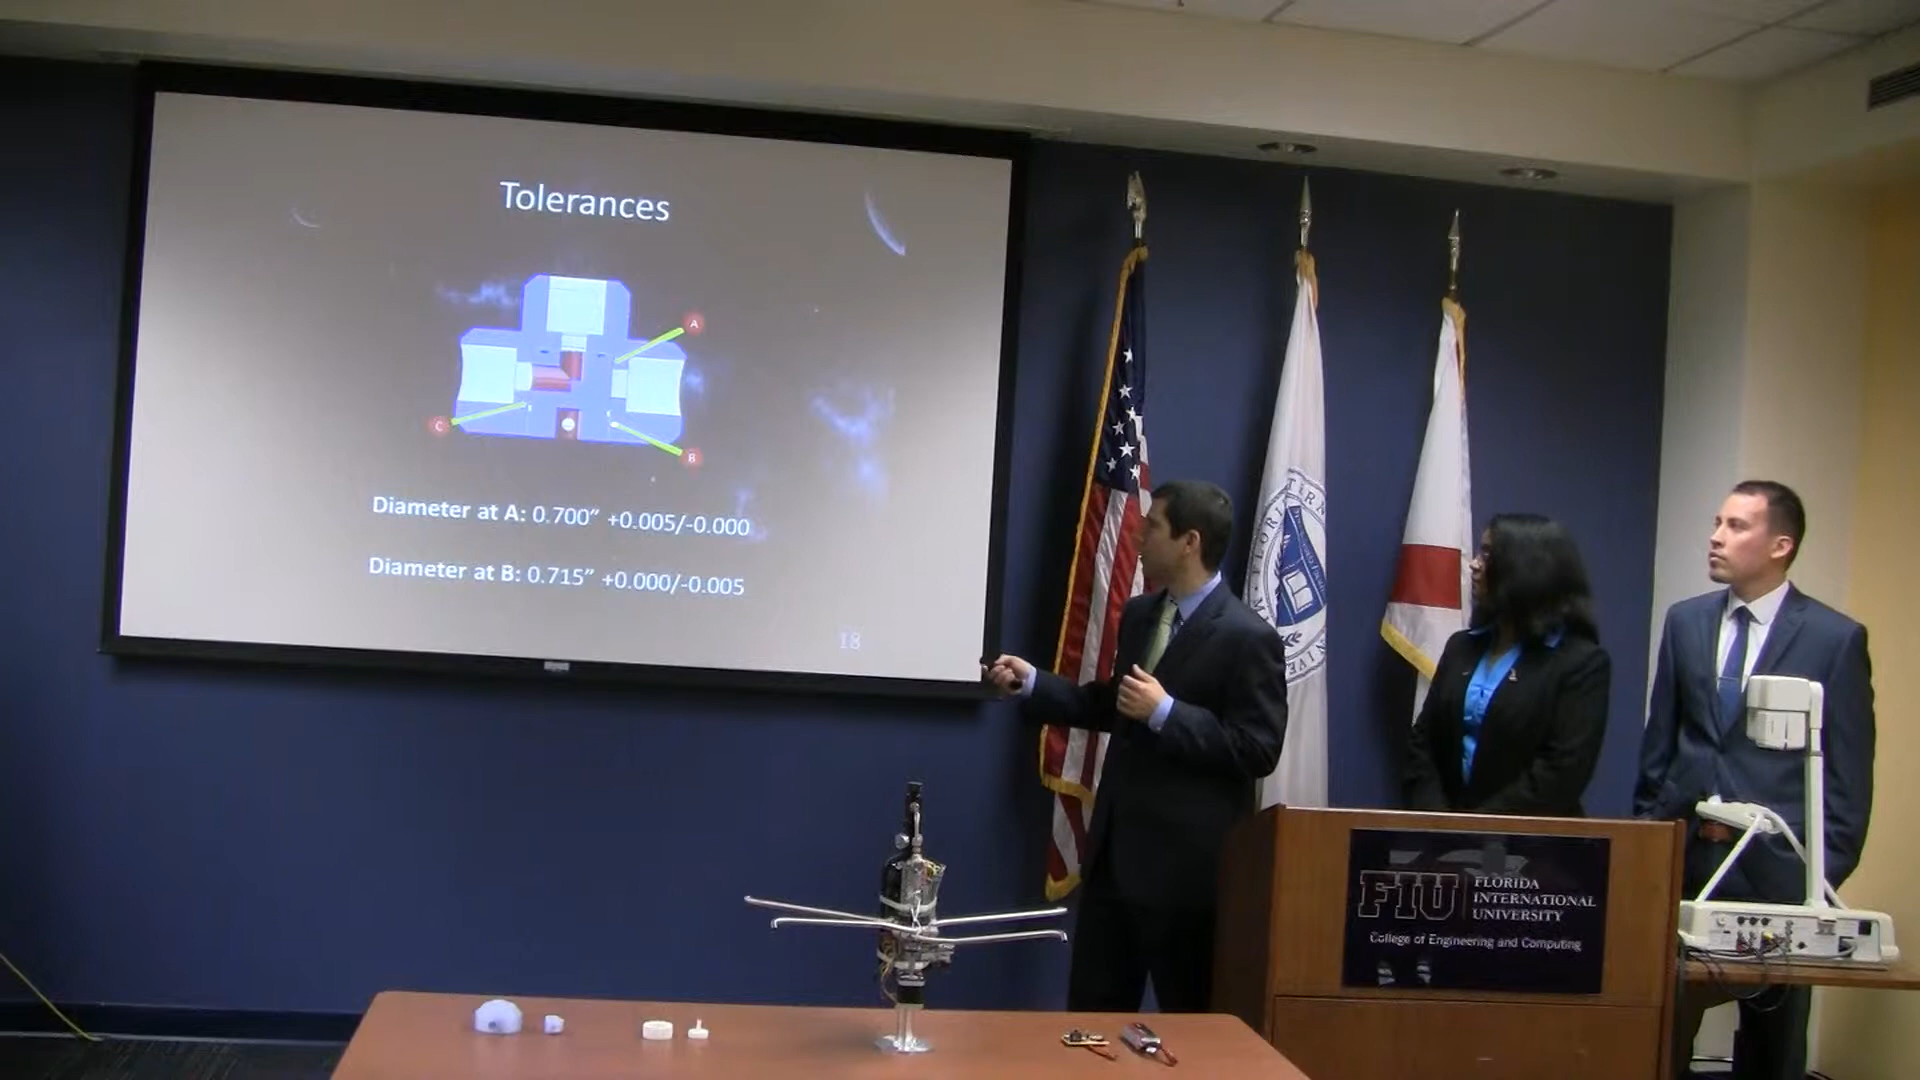 Tolerances
A
C
B
Diameter at A: 0.700″ +0.005/-0.000
Diameter at B: 0.715″ +0.000/-0.005
18
FIU
FLORIDA
INTERNATIONAL
UNIVERSITY
College of Engineering and Computing